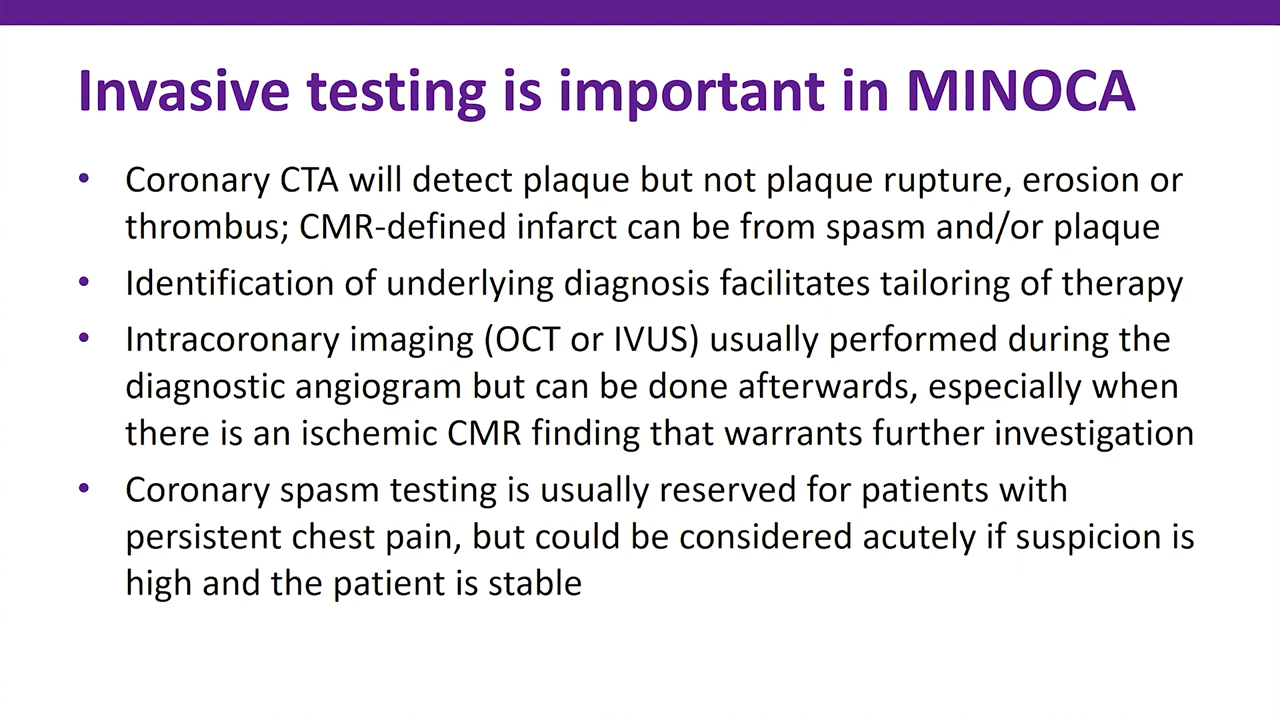 Invasive testing is important in MINOCA
• Coronary CTA will detect plaque but not plaque rupture, erosion or
thrombus; CMR-defined infarct can be from spasm and/or plaque
• Identification of underlying diagnosis facilitates tailoring of therapy
• Intracoronary imaging (OCT or IVUS) usually performed during the
diagnostic angiogram but can be done afterwards, especially when
there is an ischemic CMR finding that warrants further investigation
• Coronary spasm testing is usually reserved for patients with
persistent chest pain, but could be considered acutely if suspicion is
high and the patient is stable